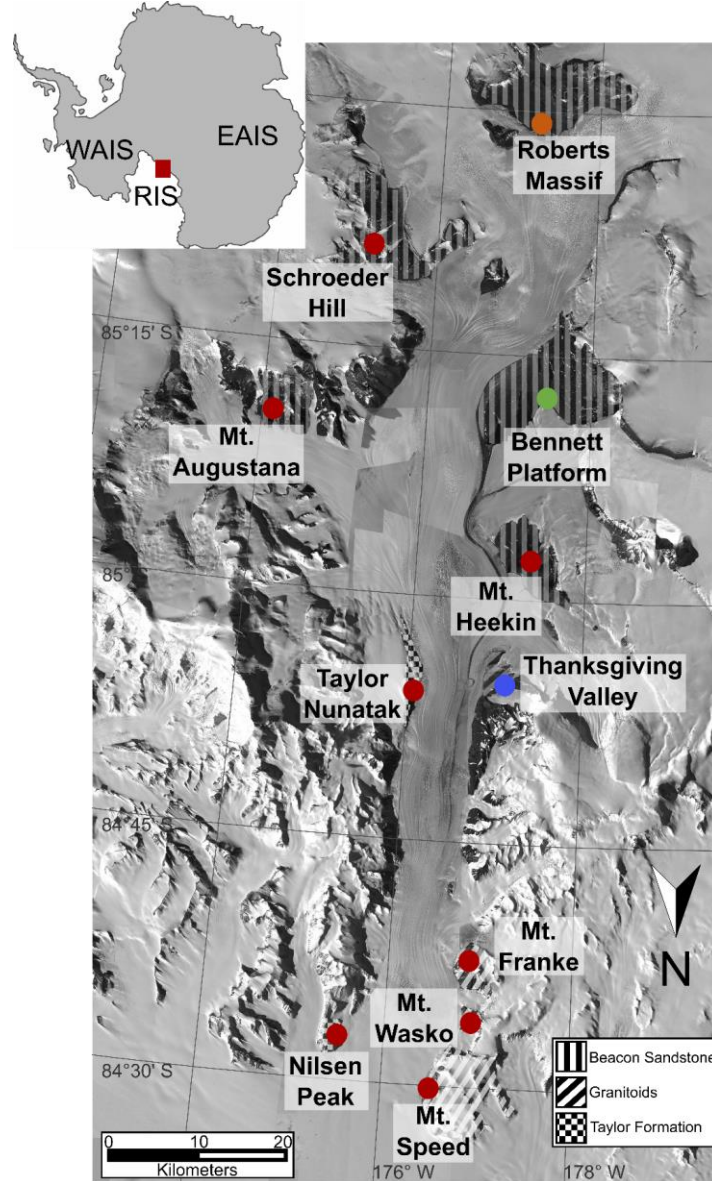 WAIS
EAIS
RIS
Roberts
Massif
Schroeder
Hill
85°15' S
Mt.
Augustana
Bennett
Platform
85°
Mt.
Heekin
Taylor
Nunatak
Thanksgiving
Valley
84°45' S
N
Mt.
Franke
Mt.
Wasko
Nilsen
Peak
84°30' S
Mt.
Speed
Beacon Sandstone
Granitoids
Taylor Formation
0 10 20
Kilometers
176° W
178° W